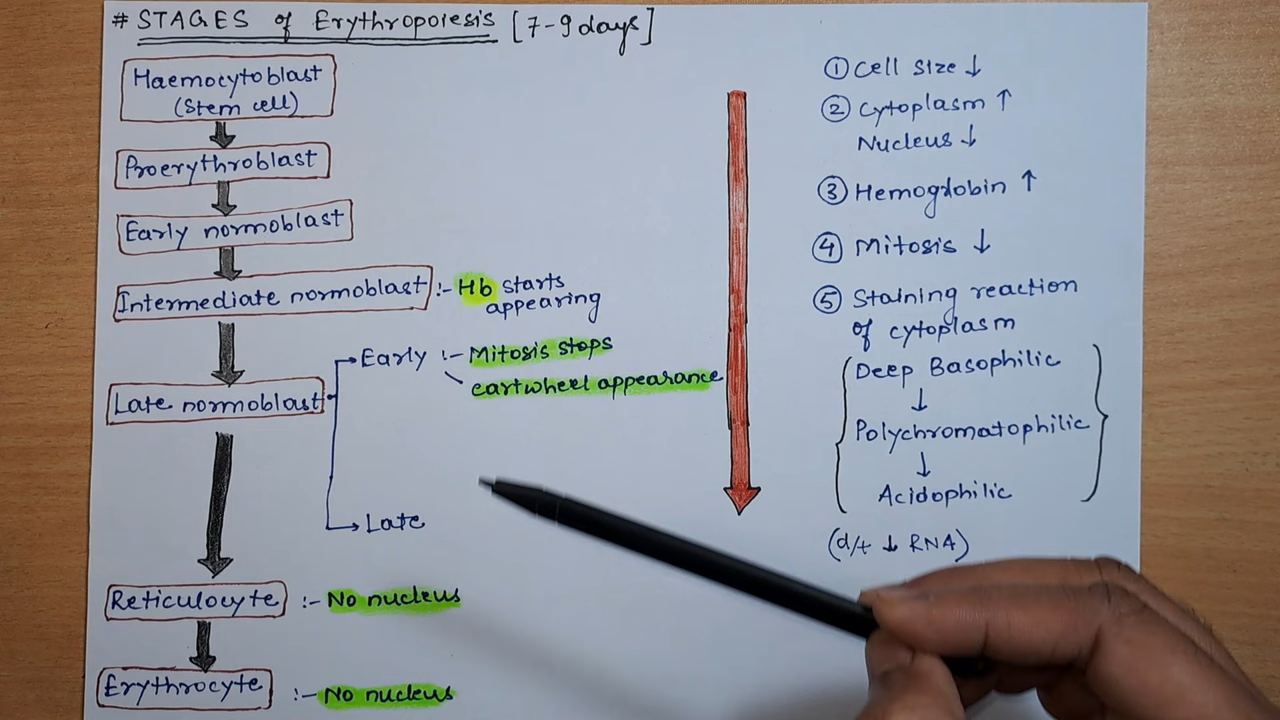 # STAGES of Erythropoiesis [7-9 days]
Haemocytoblast
(Stem cell)
Proerythroblast
Early normoblast
Intermediate normoblast :- Hb starts
appearing
Late normoblast
Early :- Mitosis stops
cartwheel appearance
Late
Reticulocyte :- No nucleus
Erythrocyte :- No nucleus
① Cell size ↓
② Cytoplasm ↑
Nucleus ↓
③ Hemoglobin ↑
④ Mitosis ↓
⑤ Staining reaction
of cytoplasm
Deep Basophilic
↓
Polychromatophilic
↓
Acidophilic
(d/t ↓ RNA)